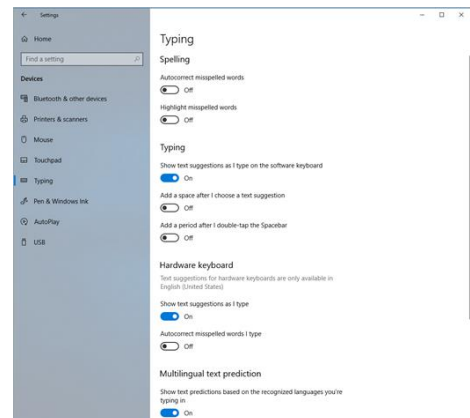 Settings
Home
Find a setting
Devices
Bluetooth & other devices
Printers & scanners
Mouse
Touchpad
Typing
Pen & Windows Ink
AutoPlay
USB
Typing
Spelling
Autocorrect misspelled words
Off
Highlight misspelled words
Off
Typing
Show text suggestions as I type on the software keyboard
On
Add a space after I choose a text suggestion
Off
Add a period after I double-tap the Spacebar
Off
Hardware keyboard
Text suggestions for hardware keyboards are only available in
English (United States)
Show text suggestions as I type
On
Autocorrect misspelled words I type
Off
Multilingual text prediction
Show text predictions based on the recognized languages you're
typing in
On